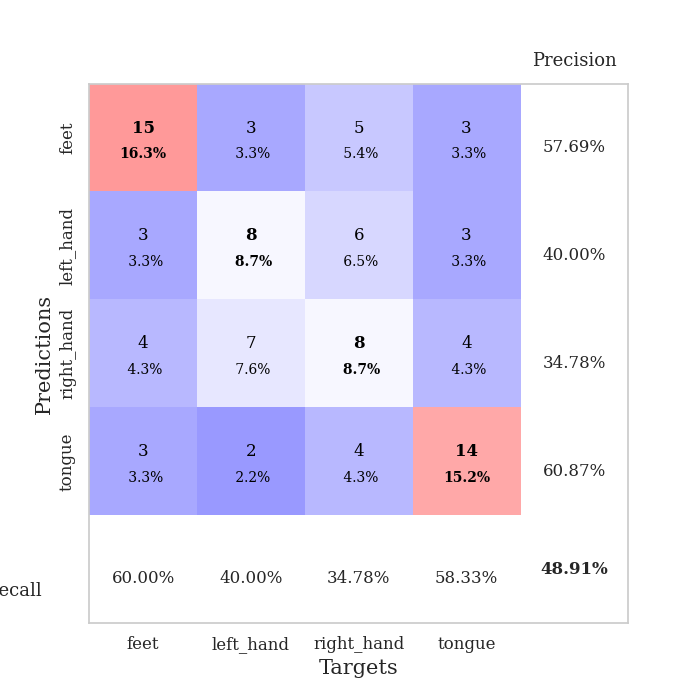 Precision
feet 15 3 5 3 57.69%
16.3% 3.3% 5.4% 3.3%
left_hand 3 8 6 3 40.00%
3.3% 8.7% 6.5% 3.3%
Predictions
right_hand 4 7 8 4 34.78%
4.3% 7.6% 8.7% 4.3%
tongue 3 2 4 14 60.87%
3.3% 2.2% 4.3% 15.2%
ecall 60.00% 40.00% 34.78% 58.33% 48.91%
feet left_hand right_hand tongue
Targets